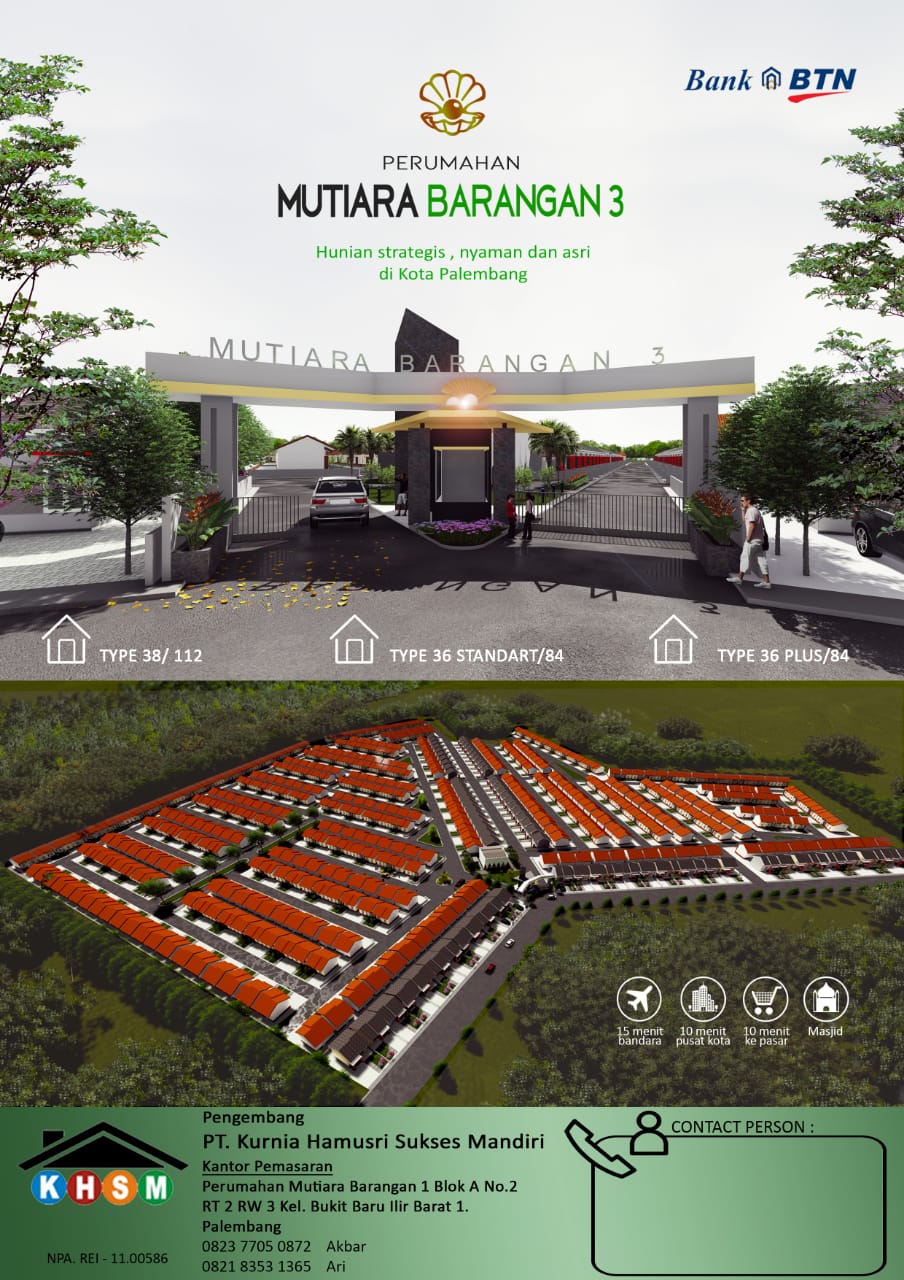 Bank BTN
PERUMAHAN
MUTIARA BARANGAN 3
Hunian strategis , nyaman dan asri
di Kota Palembang
MUTIARA BARANGAN 3
TYPE 38/ 112
TYPE 36 STANDART/84
TYPE 36 PLUS/84
15 menit
bandara
10 menit
pusat kota
10 menit
ke pasar
Masjid
Pengembang
PT. Kurnia Hamusri Sukses Mandiri
Kantor Pemasaran
Perumahan Mutiara Barangan 1 Blok A No.2
RT 2 RW 3 Kel. Bukit Baru Ilir Barat 1.
Palembang
0823 7705 0872 Akbar
0821 8353 1365 Ari
KHSM
NPA. REI - 11.00586
CONTACT PERSON :